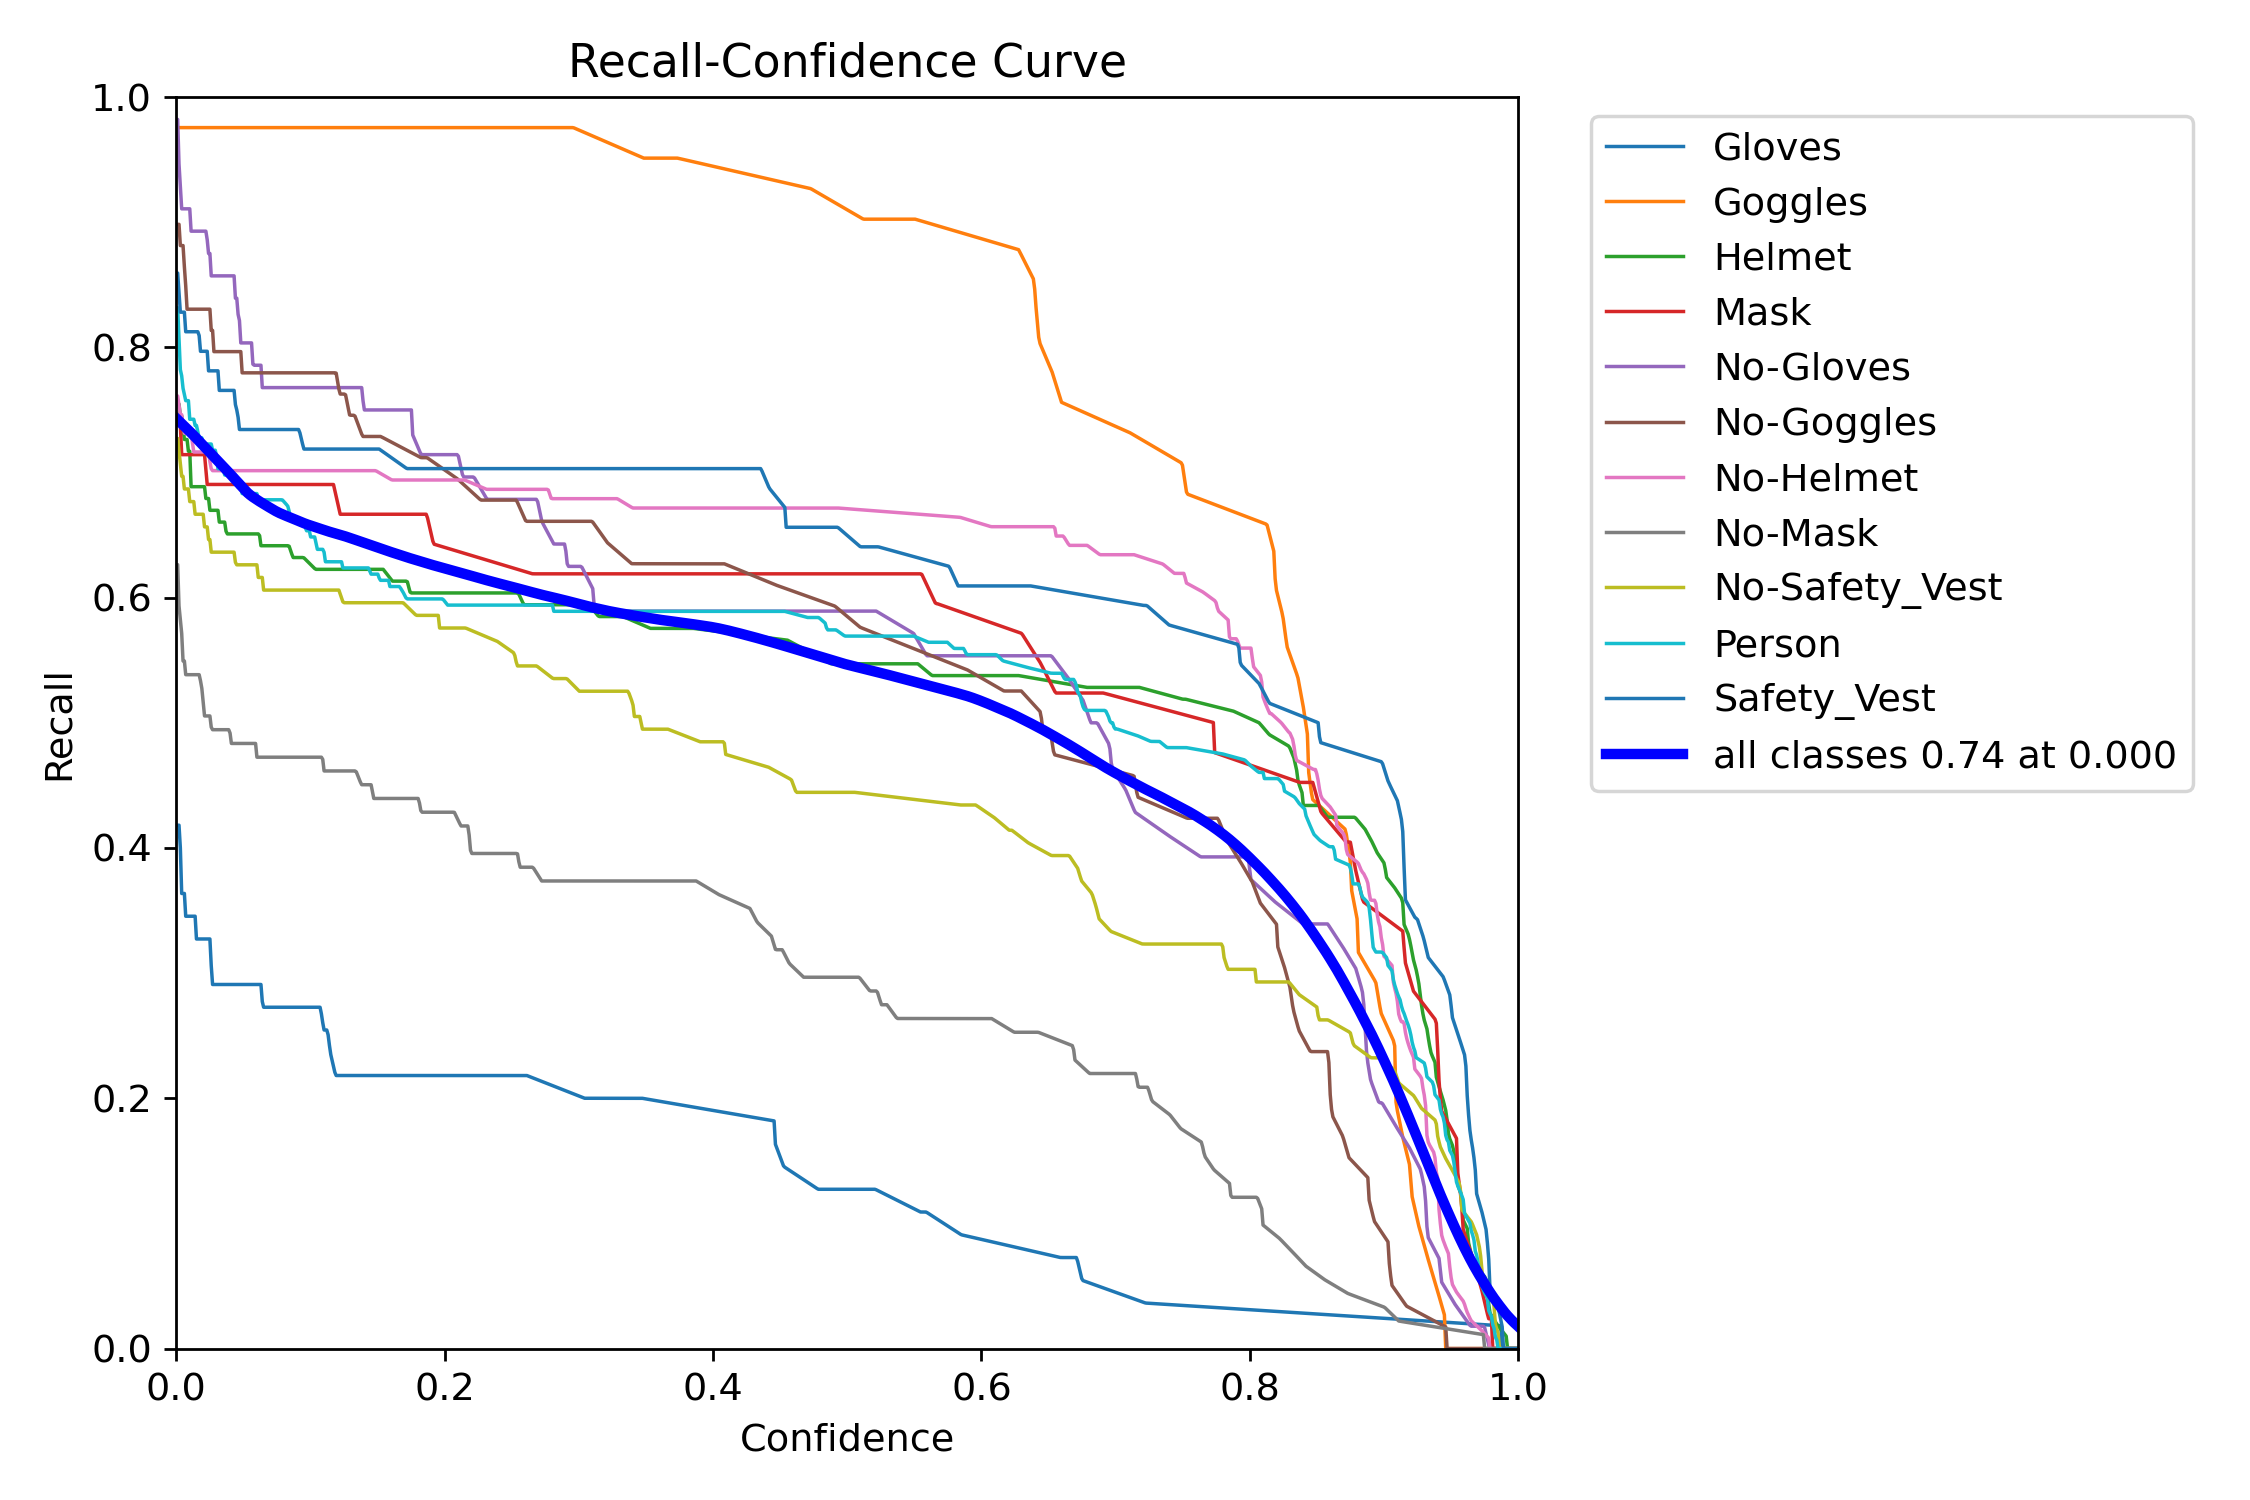 Recall-Confidence Curve
1.0
0.8
0.6
0.4
0.2
0.0
Recall
0.0 0.2 0.4 0.6 0.8 1.0
Confidence
Gloves
Goggles
Helmet
Mask
No-Gloves
No-Goggles
No-Helmet
No-Mask
No-Safety_Vest
Person
Safety_Vest
all classes 0.74 at 0.000